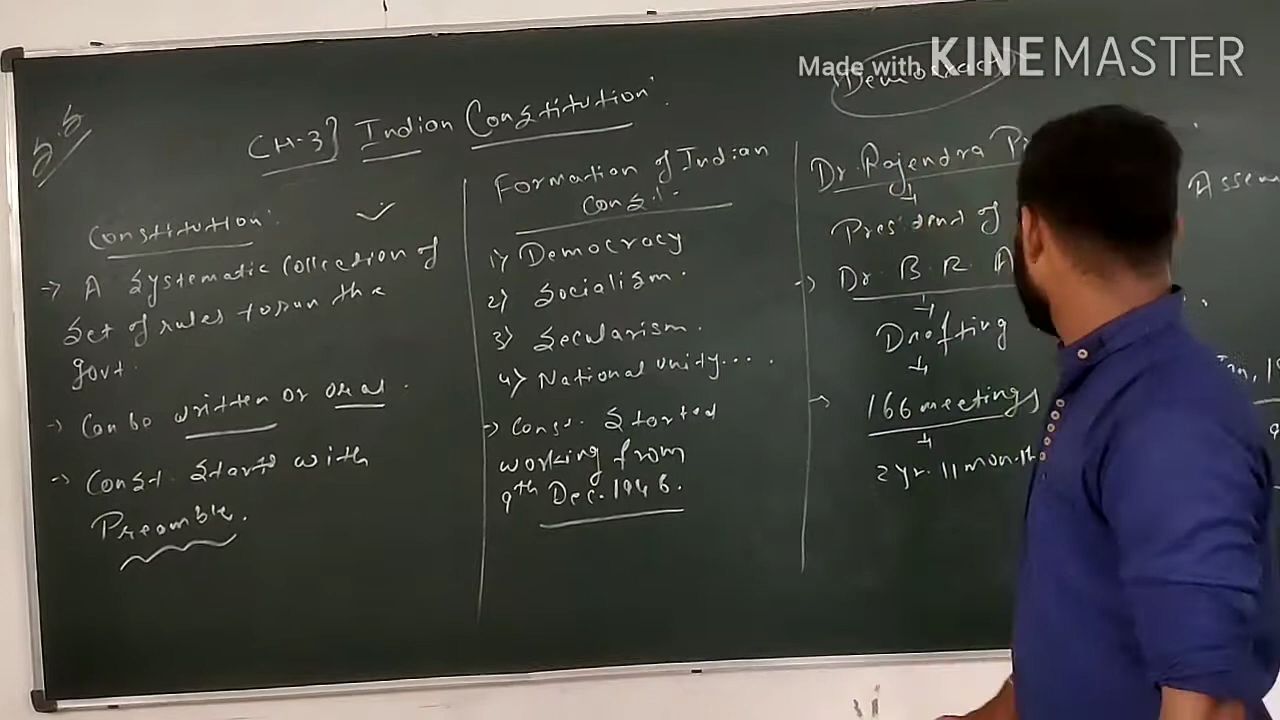 Made with KINEMASTER
Democracy
S.S
CH-3] Indian Constitution:
Constitution:
→ A Systematic Collection of
Set of rules to run the
govt.
→ Can be written or oral.
→ Const. Starts with
Preamble.
Formation of Indian
Const:-
1) Democracy
2) Socialism.
3) Secularism.
4) National unity....
→ Const. Started
working from
9th Dec. 1946.
Dr. Rajendra
Assem
President of
→ Dr. B. R. A
Drafting
→ 166 meetings
2 yr. 11 month